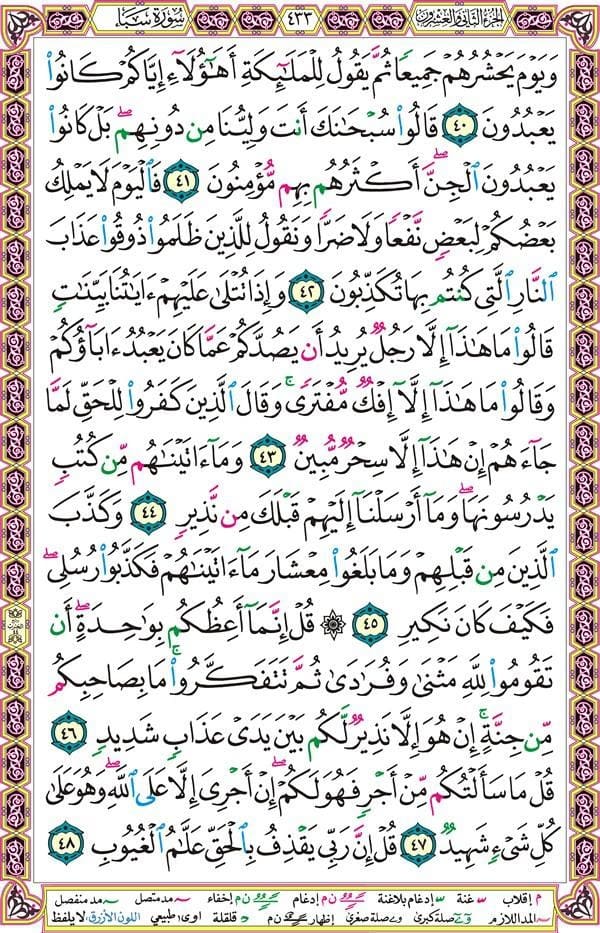 الجزء الثاني والعشرون ٤٣٣ سورة سبأ
وَيَوْمَ يَحْشُرُهُمْ جَمِيعًا ثُمَّ يَقُولُ لِلْمَلَٰٓئِكَةِ أَهَٰٓؤُلَآءِ إِيَّاكُمْ كَانُوا۟
يَعْبُدُونَ ٤٠ قَالُوا۟ سُبْحَٰنَكَ أَنتَ وَلِيُّنَا مِن دُونِهِم ۖ بَلْ كَانُوا۟
يَعْبُدُونَ ٱلْجِنَّ ۖ أَكْثَرُهُم بِهِم مُّؤْمِنُونَ ٤١ فَٱلْيَوْمَ لَا يَمْلِكُ
بَعْضُكُمْ لِبَعْضٍ نَّفْعًا وَلَا ضَرًّا وَنَقُولُ لِلَّذِينَ ظَلَمُوا۟ ذُوقُوا۟ عَذَابَ
ٱلنَّارِ ٱلَّتِى كُنتُم بِهَا تُكَذِّبُونَ ٤٢ وَإِذَا تُتْلَىٰ عَلَيْهِمْ ءَايَٰتُنَا بَيِّنَٰتٍ
قَالُوا۟ مَا هَٰذَآ إِلَّا رَجُلٌ يُرِيدُ أَن يَصُدَّكُمْ عَمَّا كَانَ يَعْبُدُ ءَابَآؤُكُمْ
وَقَالُوا۟ مَا هَٰذَآ إِلَّآ إِفْكٌ مُّفْتَرًى ۚ وَقَالَ ٱلَّذِينَ كَفَرُوا۟ لِلْحَقِّ لَمَّا
جَآءَهُمْ إِنْ هَٰذَآ إِلَّا سِحْرٌ مُّبِينٌ ٤٣ وَمَآ ءَاتَيْنَٰهُم مِّن كُتُبٍ
يَدْرُسُونَهَا ۖ وَمَآ أَرْسَلْنَآ إِلَيْهِمْ قَبْلَكَ مِن نَّذِيرٍ ٤٤ وَكَذَّبَ
ٱلَّذِينَ مِن قَبْلِهِمْ وَمَا بَلَغُوا۟ مِعْشَارَ مَآ ءَاتَيْنَٰهُمْ فَكَذَّبُوا۟ رُسُلِى ۖ
فَكَيْفَ كَانَ نَكِيرِ ٤٥ ۞ قُلْ إِنَّمَآ أَعِظُكُم بِوَٰحِدَةٍ ۖ أَن
تَقُومُوا۟ لِلَّهِ مَثْنَىٰ وَفُرَٰدَىٰ ثُمَّ تَتَفَكَّرُوا۟ ۚ مَا بِصَاحِبِكُم
مِّن جِنَّةٍ ۚ إِنْ هُوَ إِلَّا نَذِيرٌ لَّكُم بَيْنَ يَدَىْ عَذَابٍ شَدِيدٍ ٤٦
قُلْ مَا سَأَلْتُكُم مِّنْ أَجْرٍ فَهُوَ لَكُمْ ۖ إِنْ أَجْرِىَ إِلَّا عَلَى ٱللَّهِ ۖ وَهُوَ عَلَىٰ
كُلِّ شَىْءٍ شَهِيدٌ ٤٧ قُلْ إِنَّ رَبِّى يَقْذِفُ بِٱلْحَقِّ عَلَّٰمُ ٱلْغُيُوبِ ٤٨
م إقلاب غنة إدغام بلاغنة ن م إدغام ن م إخفاء مد متصل مد منفصل
المد اللازم صلة كبرى صلة صغرى إظهار ن م قلقلة اوى طبيعي اللون الأزرق لا يلفظ